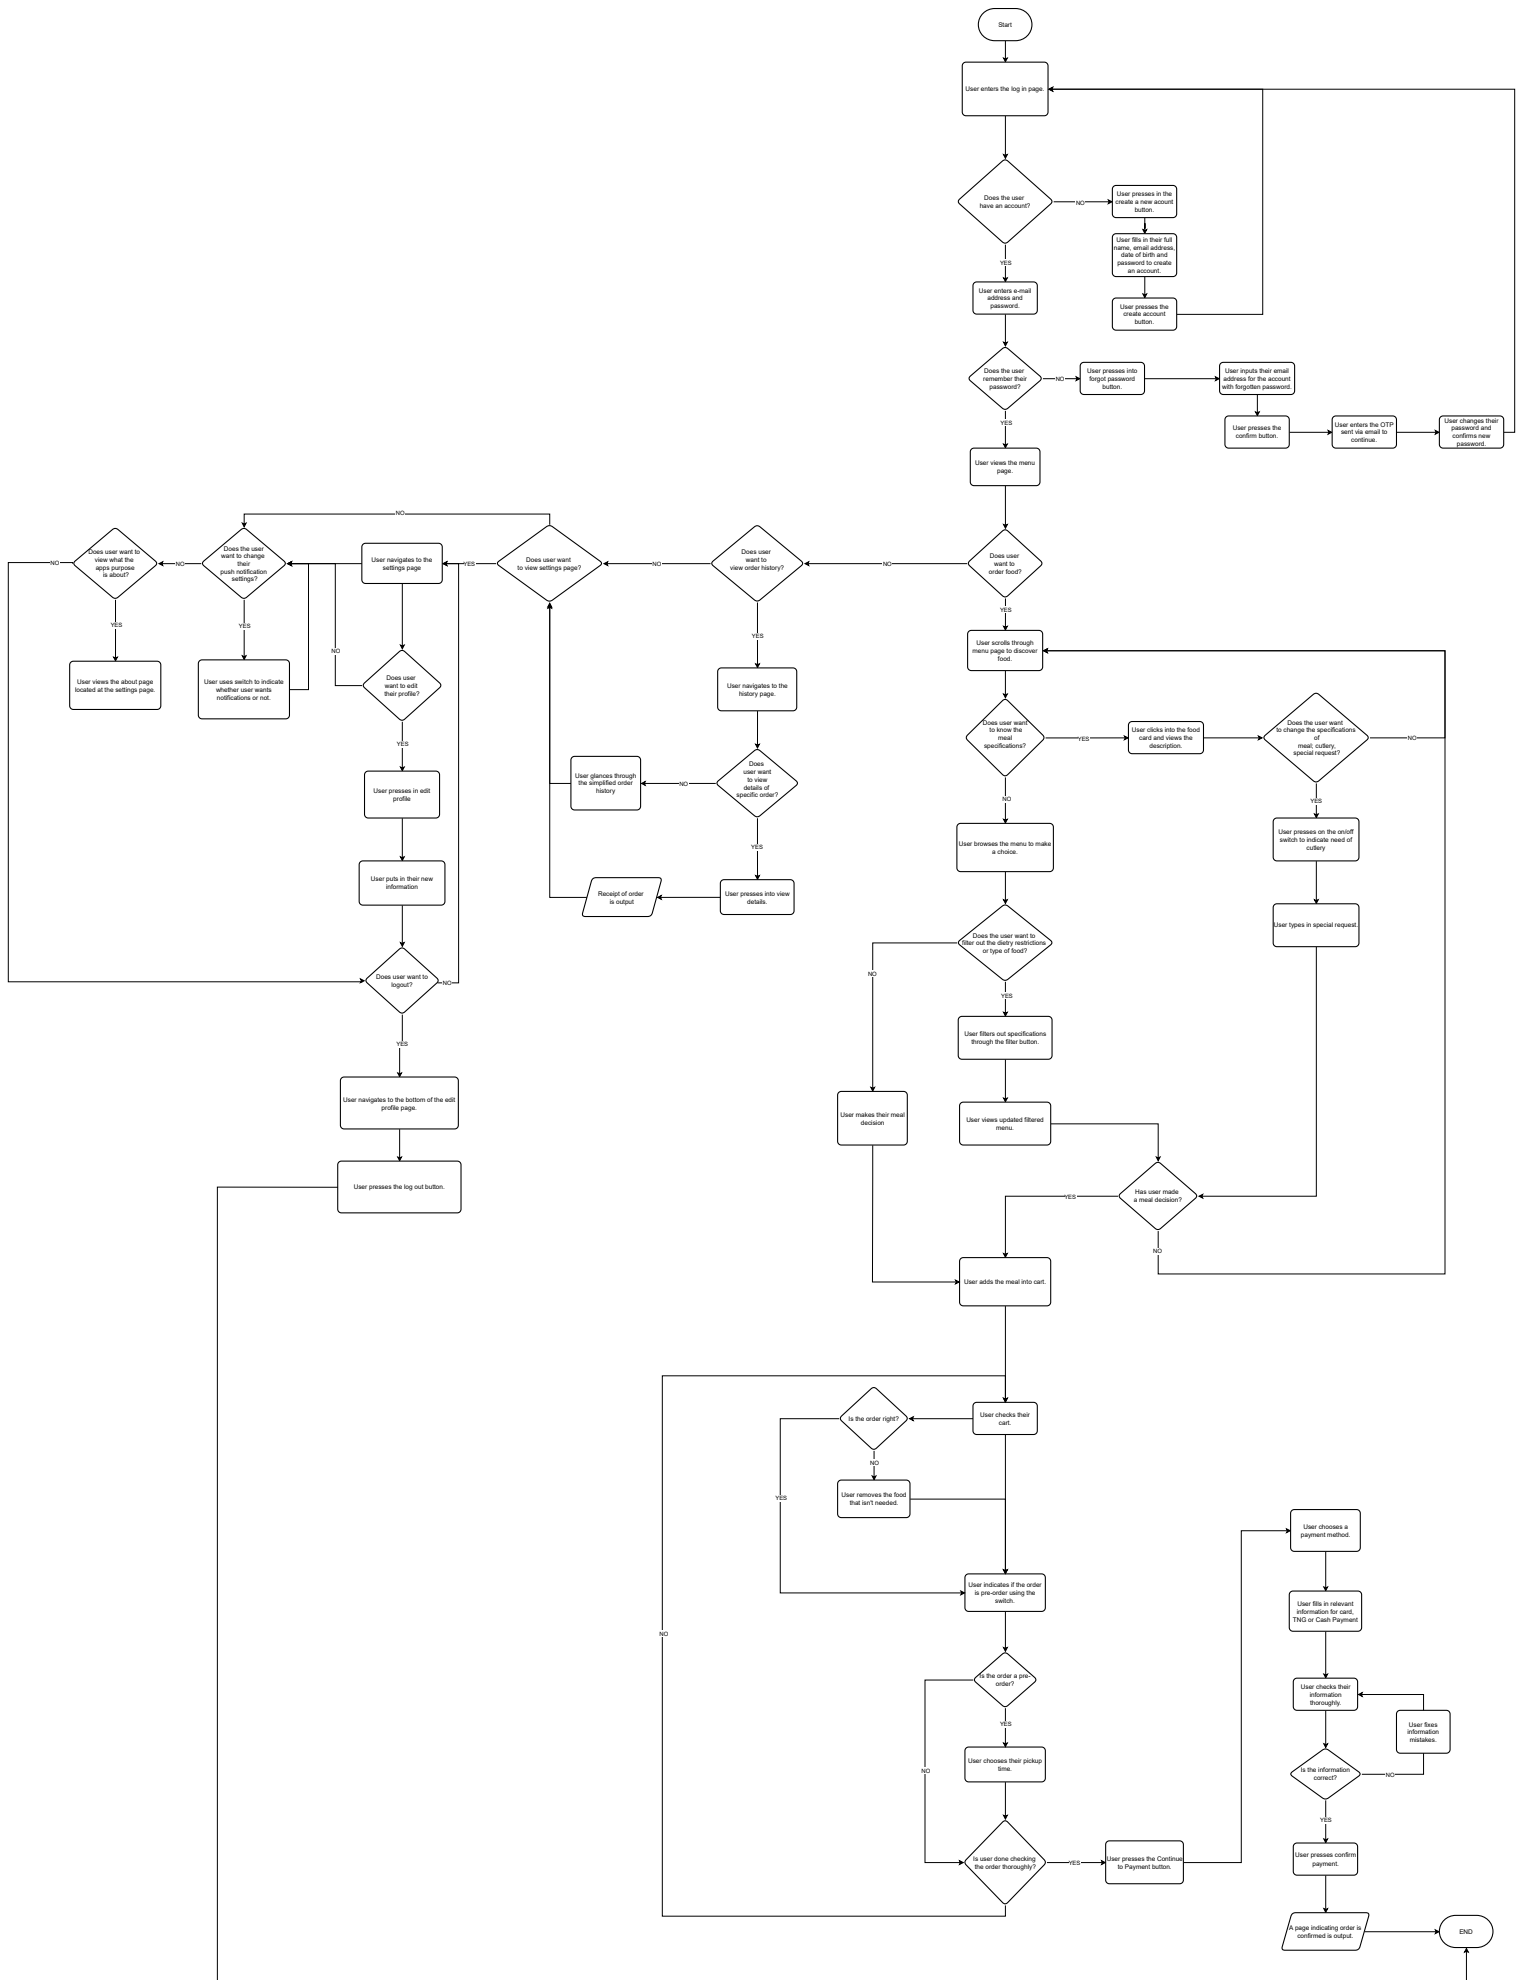 Start
User enters the log in page.
Does the user
have an account?
NO
User presses in the
create a new acount
button.
User fills in their full
name, email address,
date of birth and
password to create
an account.
User presses the
create account
button.
YES
User enters e-mail
address and
password.
Does the user
remember their
password?
NO
User presses into
forgot password
button.
User inputs their email
address for the account
with forgotten password.
User presses the
confirm button.
User enters the OTP
sent via email to
continue.
User changes their
password and
confirms new
password.
YES
User views the menu
page.
Does user
want to
order food?
NO
Does user
want to
view order history?
NO
Does user want
to view settings page?
NO
YES
User navigates to the
settings page
Does the user
want to change
their
push notification
settings?
NO
Does user want to
view what the
apps purpose
is about?
NO
YES
User views the about page
located at the settings page.
YES
User uses switch to indicate
whether user wants
notifications or not.
NO
Does user
want to edit
their profile?
YES
User presses in edit
profile
User puts in their new
information
Does user want to
logout?
NO
YES
User navigates to the bottom of the edit
profile page.
User presses the log out button.
YES
User navigates to the
history page.
Does
user want
to view
details of
specific order?
NO
User glances through
the simplified order
history
YES
User presses into view
details.
Receipt of order
is output
YES
User scrolls through
menu page to discover
food.
Does user want
to know the
meal
specifications?
YES
User clicks into the food
card and views the
description.
Does the user want
to change the specifications
of
meal; cutlery,
special request?
NO
YES
User presses on the on/off
switch to indicate need of
cutlery
User types in special request.
NO
User browses the menu to make
a choice.
Does the user want to
filter out the dietry restrictions
or type of food?
NO
YES
User filters out specifications
through the filter button.
User makes their meal
decision
User views updated filtered
menu.
Has user made
a meal decision?
YES
NO
User adds the meal into cart.
User checks their
cart.
Is the order right?
NO
User removes the food
that isn't needed.
YES
User indicates if the order
is pre-order using the
switch.
NO
Is the order a pre-
order?
YES
NO
User chooses their pickup
time.
Is user done checking
the order thoroughly?
YES
User presses the Continue
to Payment button.
User chooses a
payment method.
User fills in relevant
information for card,
TNG or Cash Payment
User checks their
information
thoroughly.
User fixes
information
mistakes.
Is the information
correct?
NO
YES
User presses confirm
payment.
A page indicating order is
confirmed is output.
END